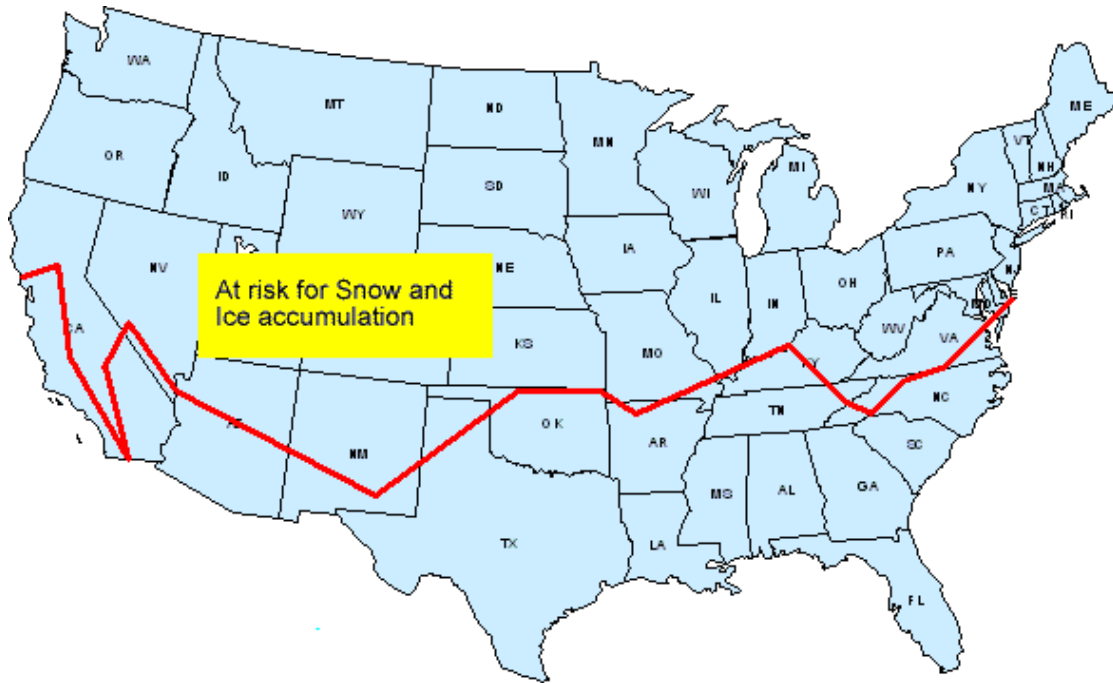 WA
MT
ND
MN
ME
OR
ID
SD
WI
MI
VT
NH
NY
MA
CT
RI
WY
IA
PA
NV
NE
OH
NJ
At risk for Snow and
Ice accumulation
IL
IN
DE
MD
WV
VA
CA
KS
MO
KY
NC
TN
OK
AR
SC
NM
MS
AL
GA
TX
LA
FL